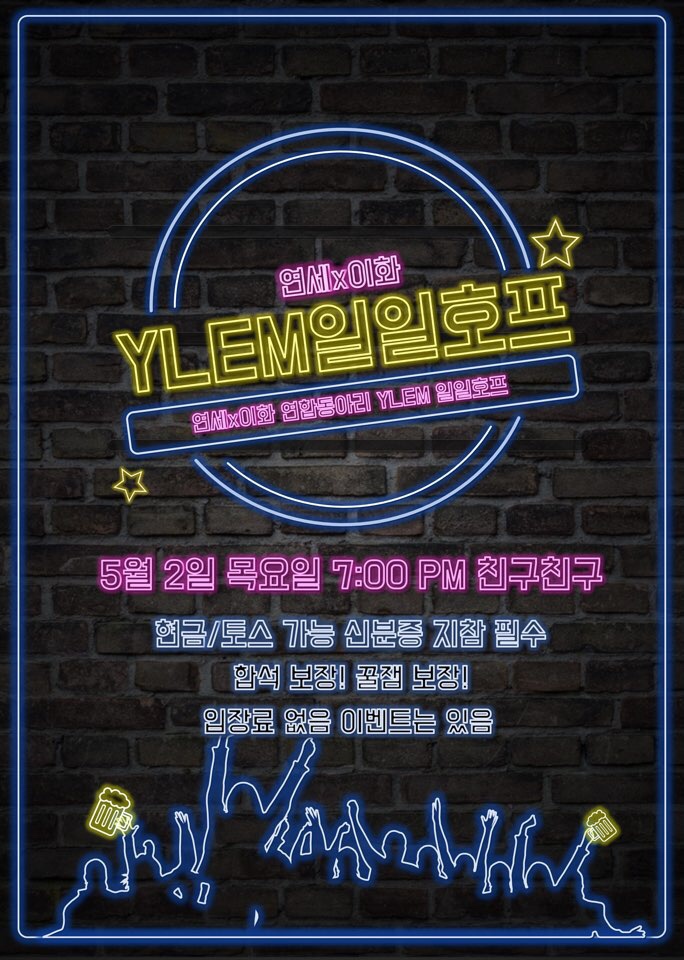 연세x이화
YLEM일일호프
연세x이화 연합동아리 YLEM 일일호프
5월 2일 목요일 7:00 PM 친구친구
현금/토스 가능 신분증 지참 필수
합석 보장! 꿀잼 보장!
입장료 없음 이벤트는 있음